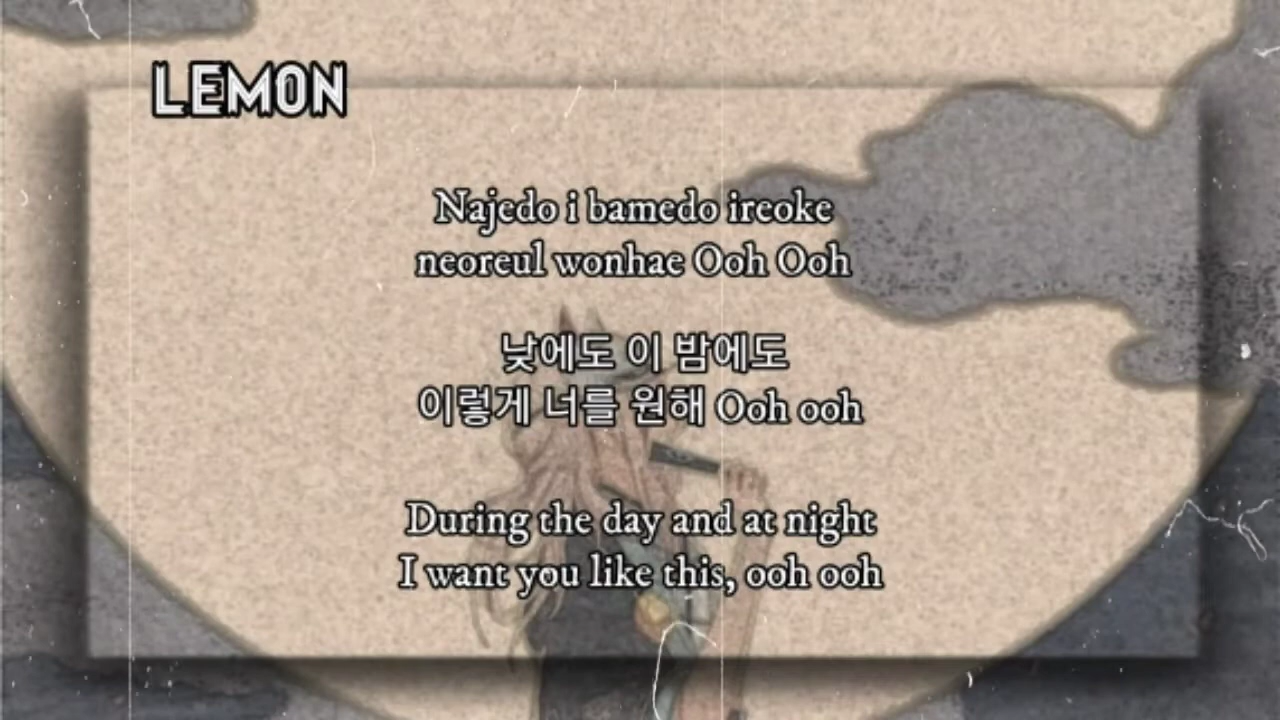 LEMON
Najedo i bamedo ireoke
neoreul wonhae Ooh Ooh
낮에도 이 밤에도
이렇게 너를 원해 Ooh ooh
During the day and at night
I want you like this, ooh ooh